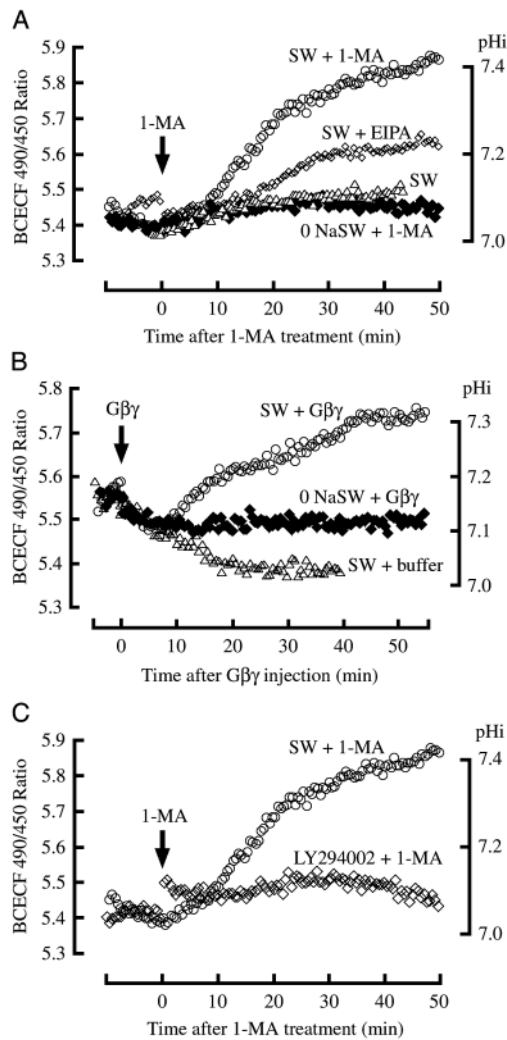 A
5.9
5.8
5.7
5.6
5.5
5.4
5.3
BCECF 490/450 Ratio
1-MA
SW + 1-MA
SW + EIPA
SW
0 NaSW + 1-MA
pHi
7.4
7.2
7.0
0 10 20 30 40 50
Time after 1-MA treatment (min)
B
5.8
5.7
5.6
5.5
5.4
5.3
BCECF 490/450 Ratio
Gβγ
SW + Gβγ
0 NaSW + Gβγ
SW + buffer
pHi
7.3
7.2
7.1
7.0
0 10 20 30 40 50
Time after Gβγ injection (min)
C
5.9
5.8
5.7
5.6
5.5
5.4
5.3
BCECF 490/450 Ratio
1-MA
SW + 1-MA
LY294002 + 1-MA
pHi
7.4
7.2
7.0
0 10 20 30 40 50
Time after 1-MA treatment (min)